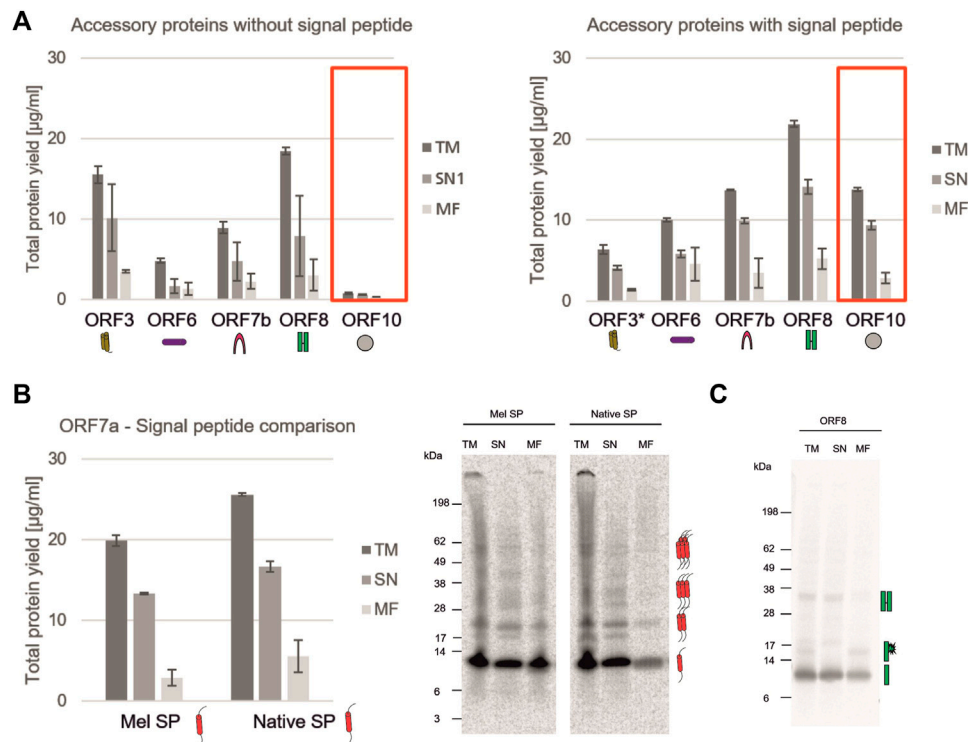 A
Accessory proteins without signal peptide
Total protein yield [µg/ml]
30
20
10
0
TM
SN1
MF
ORF3 ORF6 ORF7b ORF8 ORF10
Accessory proteins with signal peptide
Total protein yield [µg/ml]
30
20
10
0
TM
SN
MF
ORF3* ORF6 ORF7b ORF8 ORF10
B
ORF7a - Signal peptide comparison
Total protein yield [µg/ml]
30
20
10
0
TM
SN
MF
Mel SP Native SP
Mel SP Native SP
TM SN MF TM SN MF
kDa
198
62
49
38
28
17
14
6
3
C
ORF8
TM SN MF
kDa
198
62
49
38
28
17
14
6